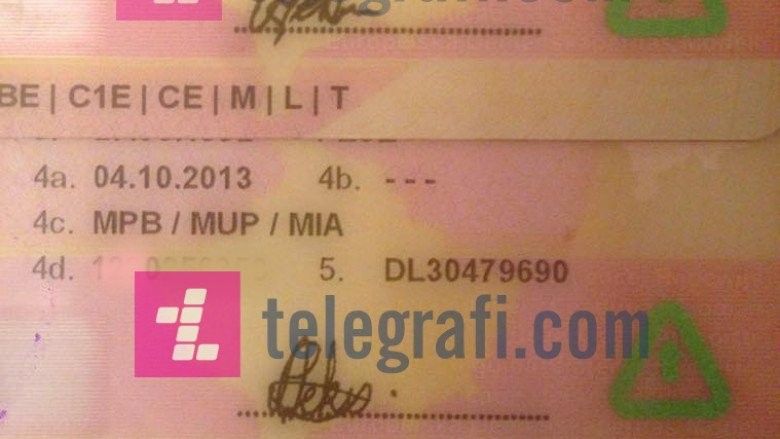 BE | C1E | CE | M | L | T
4a. 04.10.2013 4b. ---
4c. MPB / MUP / MIA
4d. 5. DL30479690
telegrafi.com